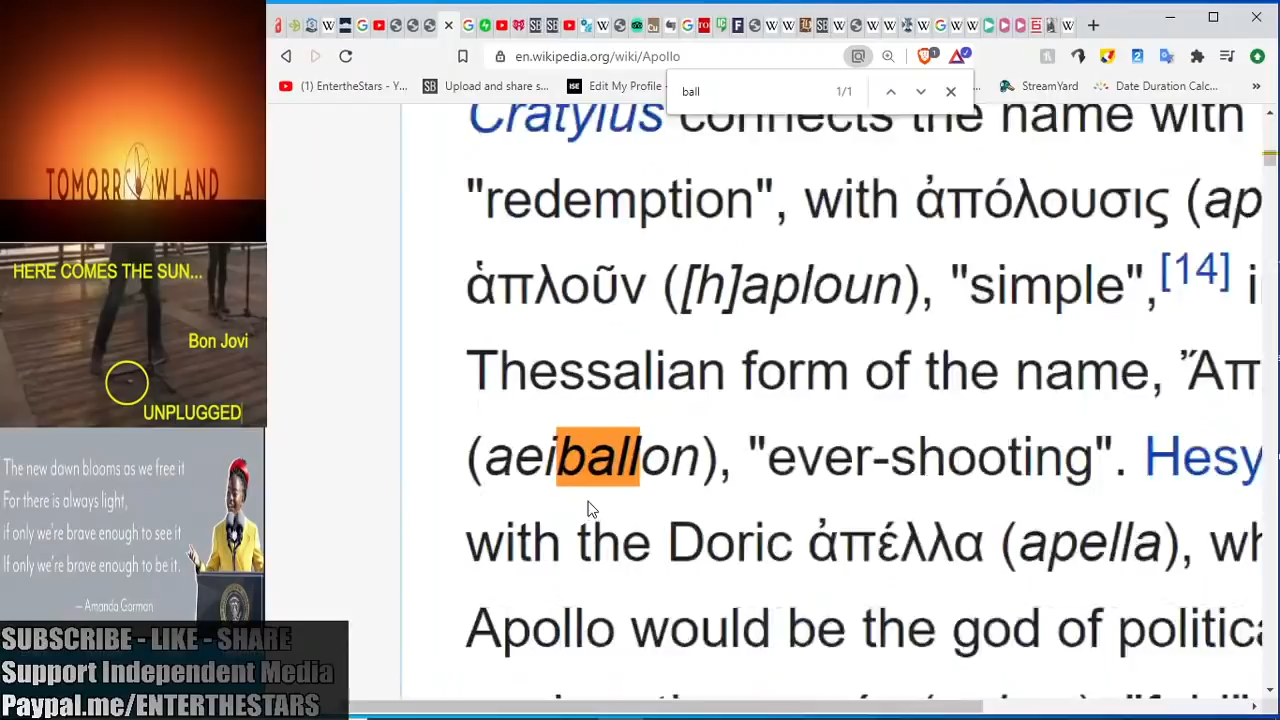 en.wikipedia.org/wiki/Apollo
1
(1) EntertheStars
SB
Upload and share s...
ISE
Edit My Profile
StreamYard
Date Duration Calc...
»
ball
1/1
TOMORROWLAND
HERE COMES THE SUN...
Bon Jovi
UNPLUGGED
The new dawn blooms as we free it
For there is always light,
if only we're brave enough to see it
If only we're brave enough to be it.
— Amanda Gorman
SUBSCRIBE - LIKE - SHARE
Support Independent Media
Paypal.me/ENTERTHESTARS
Cratylus connects the name with
"redemption", with ἀπόλουσις (ap
ἁπλοῦν ([h]aploun), "simple",[14] i
Thessalian form of the name, Ἄπ
(aeiballon), "ever-shooting". Hesy
with the Doric ἀπέλλα (apella), wh
Apollo would be the god of politica